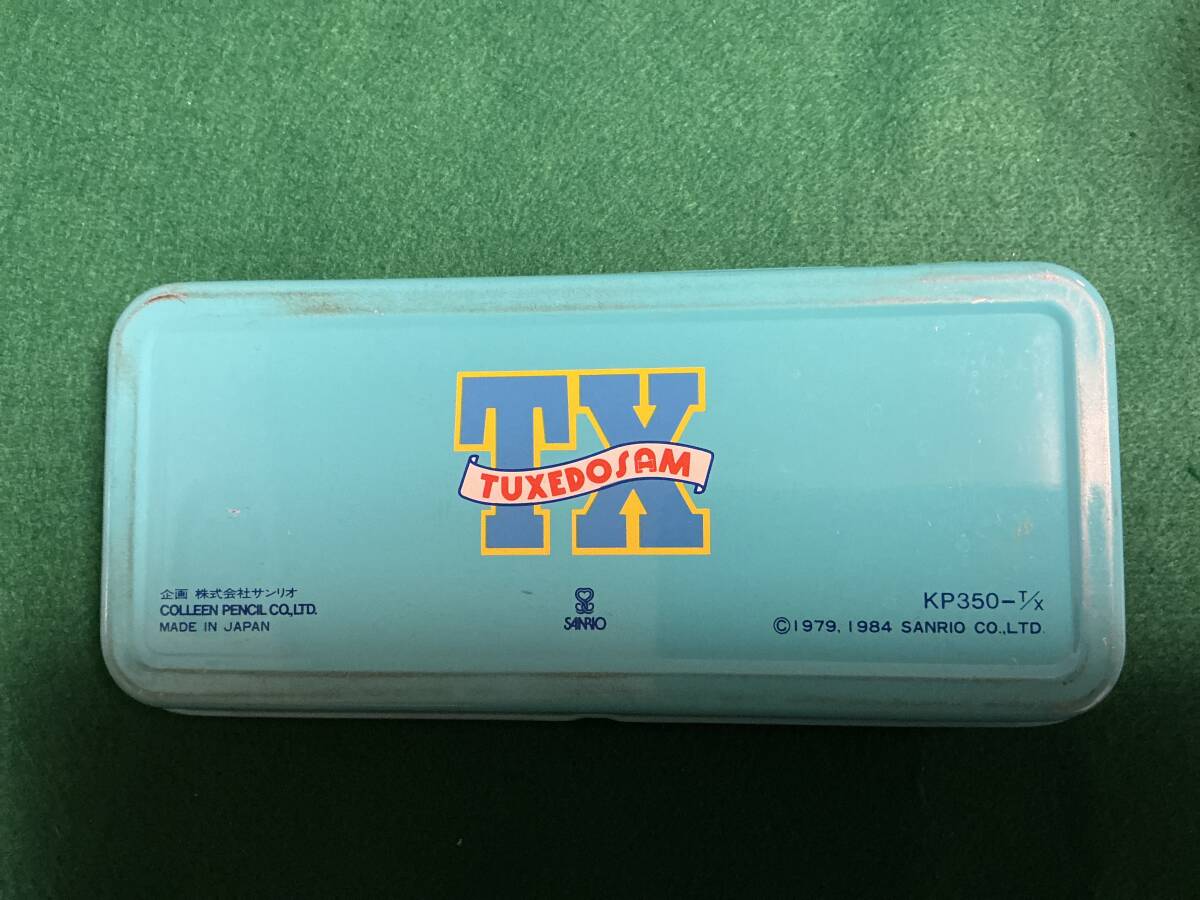 TX
TUXEDOSAM
企画 株式会社サンリオ
COLLEEN PENCIL CO.,LTD.
MADE IN JAPAN
SANRIO
KP350-T/X
©1979, 1984 SANRIO CO.,LTD.